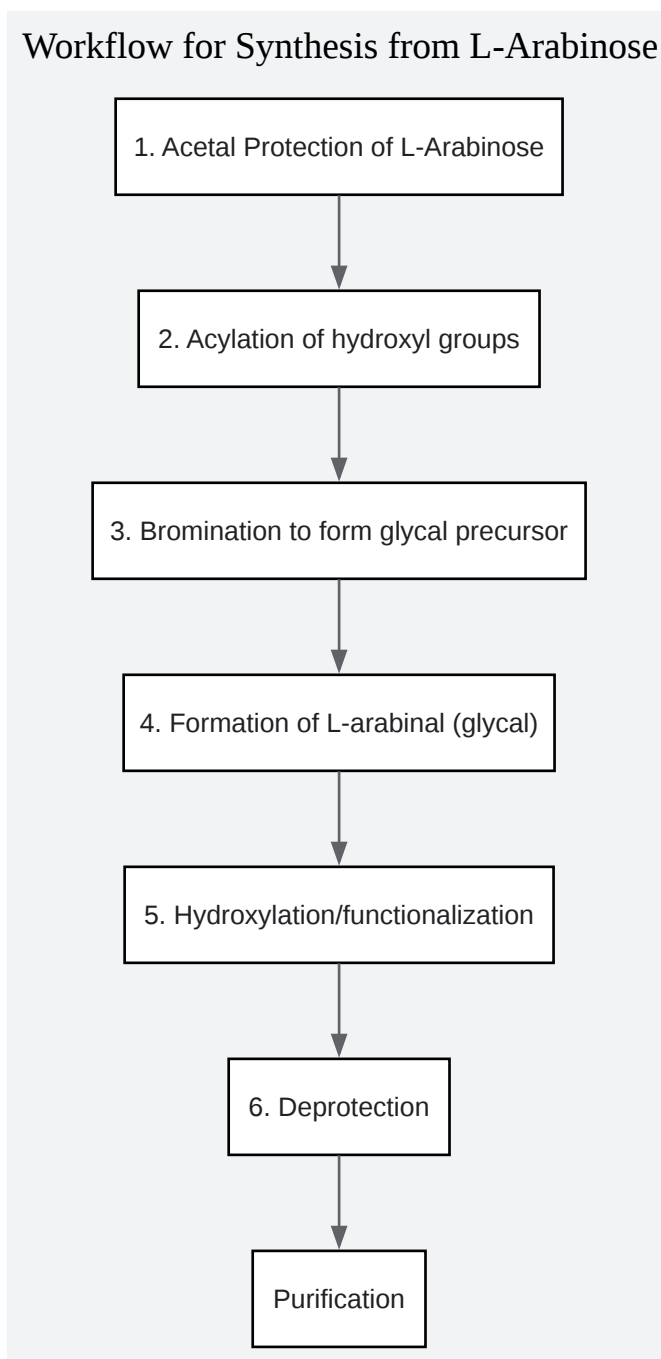 Workflow for Synthesis from L-Arabinose
1. Acetal Protection of L-Arabinose
2. Acylation of hydroxyl groups
3. Bromination to form glycal precursor
4. Formation of L-arabinal (glycal)
5. Hydroxylation/functionalization
6. Deprotection
Purification